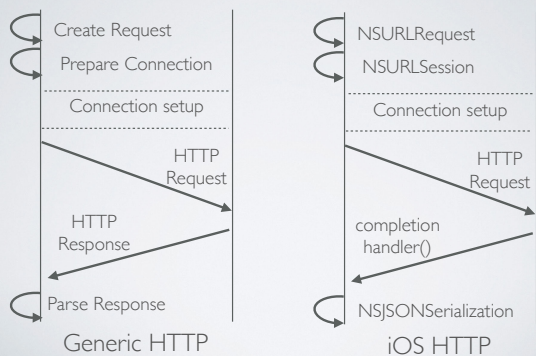 Create Request
Prepare Connection
Connection setup
HTTP
Request
HTTP
Response
Parse Response
Generic HTTP
NSURLRequest
NSURLSession
Connection setup
HTTP
Request
completion
handler()
NSJSONSerialization
iOS HTTP